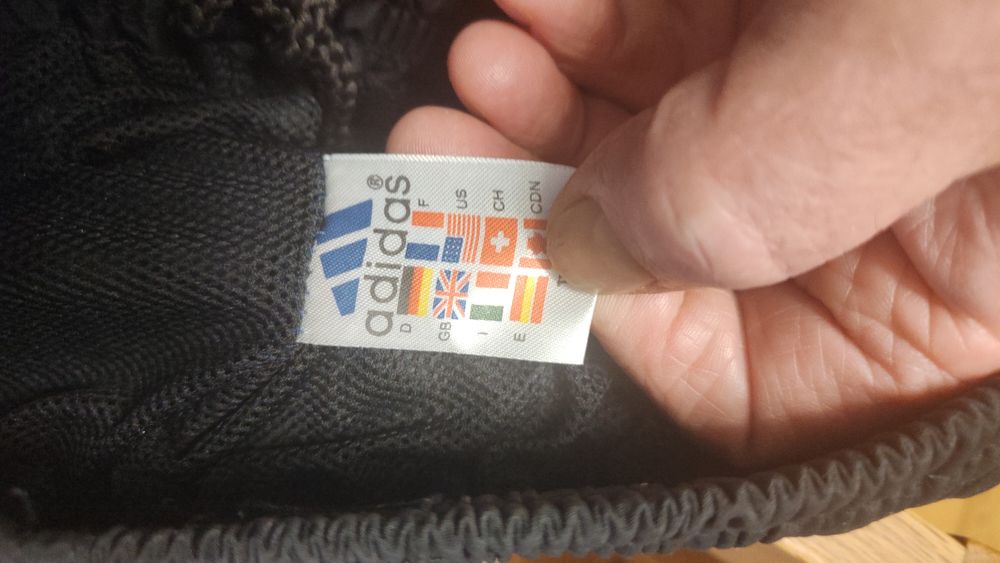 adidas®
D F
GB US
I CH
E CDN